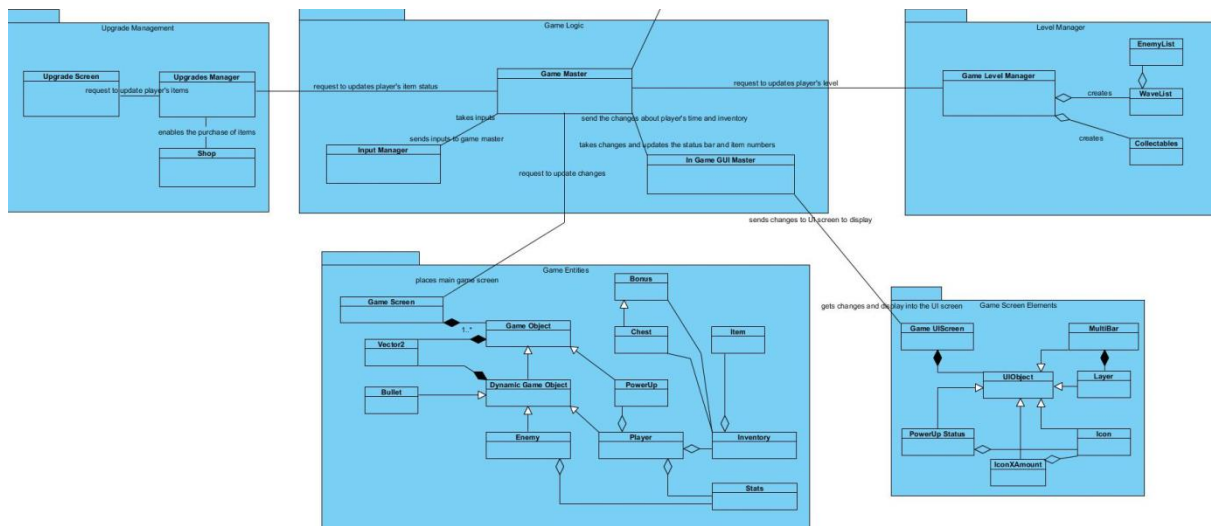 Upgrade Management
Upgrade Screen
Upgrades Manager
request to update player's items
enables the purchase of items
Shop
request to updates player's item status
Game Logic
Game Master
takes inputs
send the changes about player's time and inventory
sends inputs to game master
Input Manager
takes changes and updates the status bar and item numbers
In Game GUI Master
request to update changes
request to updates player's level
Level Manager
EnemyList
Game Level Manager
creates
WaveList
creates
Collectables
sends changes to UI screen to display
Game Entities
places main game screen
Game Screen
1..*
Game Object
Vector2
Bullet
Dynamic Game Object
Enemy
Bonus
Chest
Item
PowerUp
Player
Inventory
Stats
gets changes and display into the UI screen
Game Screen Elements
Game UIScreen
MultiBar
UIObject
Layer
PowerUp Status
Icon
IconXAmount